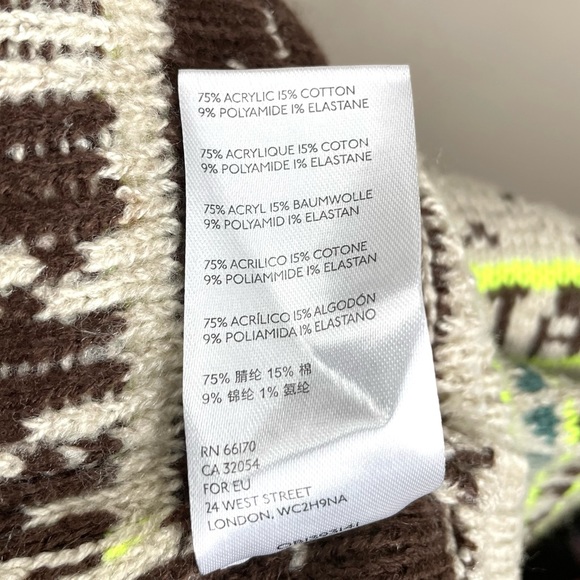 75% ACRYLIC 15% COTTON
9% POLYAMIDE 1% ELASTANE
75% ACRYLIQUE 15% COTON
9% POLYAMIDE 1% ELASTHANNE
75% ACRYL 15% BAUMWOLLE
9% POLYAMID 1% ELASTAN
75% ACRILICO 15% COTONE
9% POLIAMMIDE 1% ELASTAN
75% ACRÍLICO 15% ALGODÓN
9% POLIAMIDA 1% ELASTANO
75% 腈纶 15% 棉
9% 锦纶 1% 氨纶
RN 66170
CA 32054
FOR EU
24 WEST STREET
LONDON, WC2H9NA